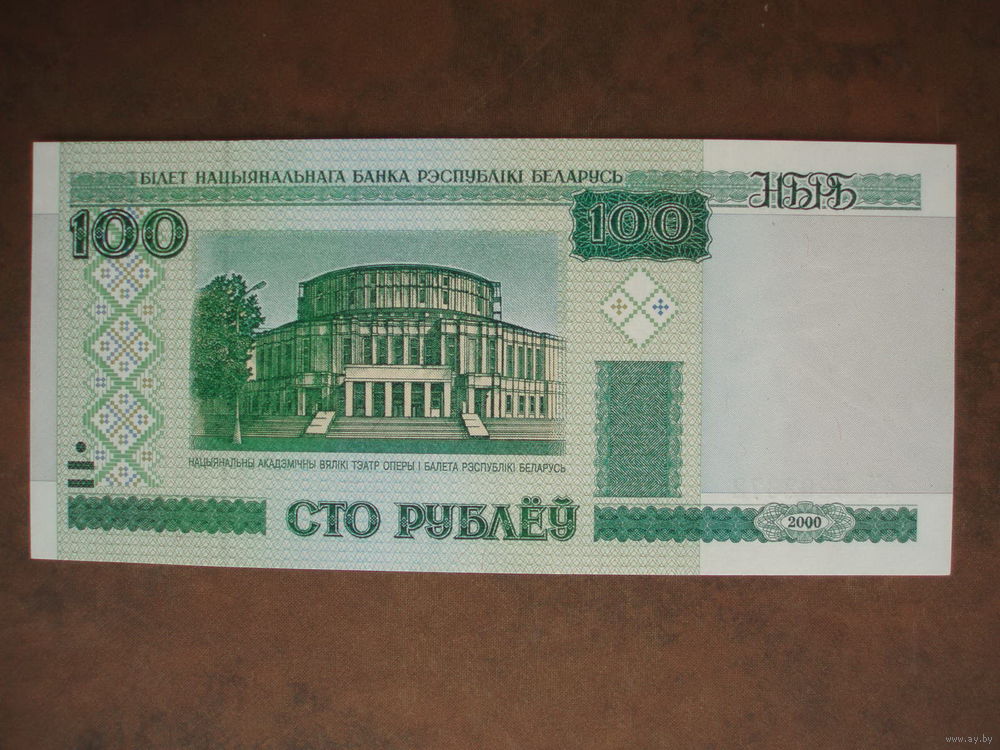 БІЛЕТ НАЦЫЯНАЛЬНАГА БАНКА РЭСПУБЛІКІ БЕЛАРУСЬ
НБРБ
100
100
НАЦЫЯНАЛЬНЫ АКАДЭМІЧНЫ ВЯЛІКІ ТЭАТР ОПЕРЫ І БАЛЕТА РЭСПУБЛІКІ БЕЛАРУСЬ
СТО РУБЛЁЎ
2000
www.ay.by